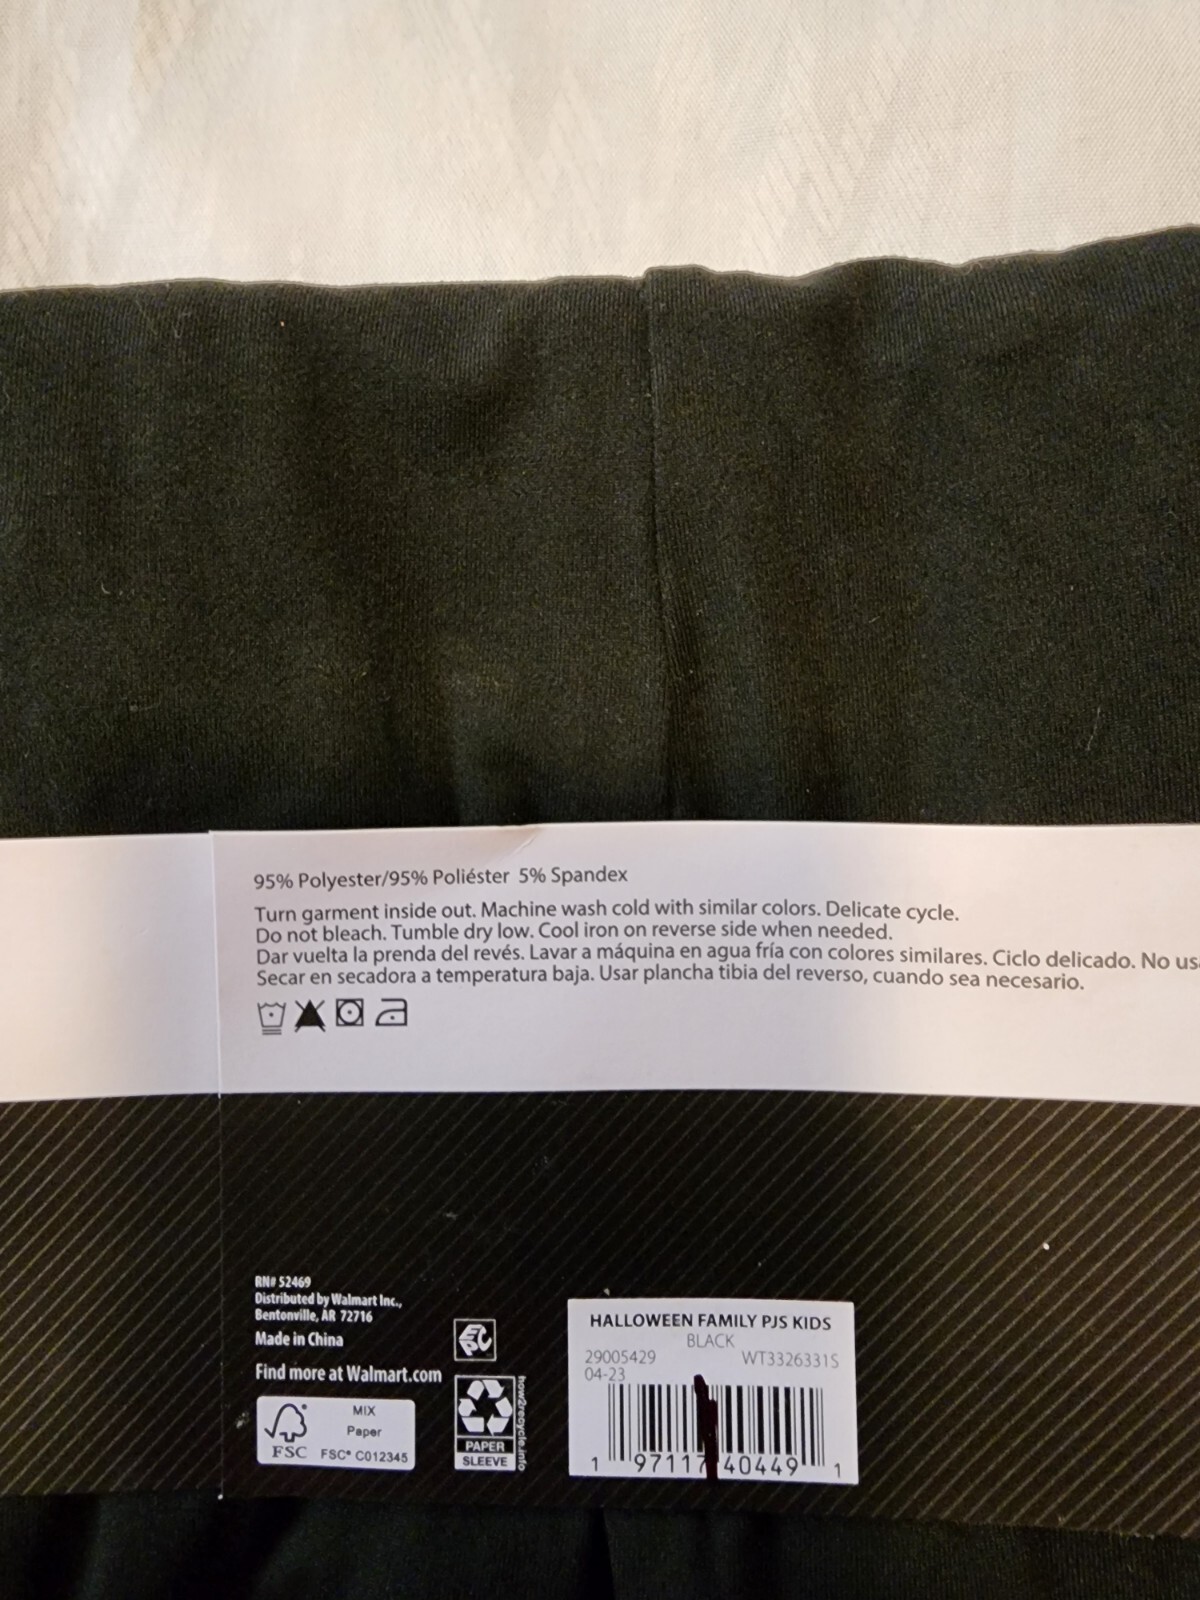 95% Polyester/95% Poliéster 5% Spandex
Turn garment inside out. Machine wash cold with similar colors. Delicate cycle.
Do not bleach. Tumble dry low. Cool iron on reverse side when needed.
Dar vuelta la prenda del revés. Lavar a máquina en agua fría con colores similares. Ciclo delicado. No us
Secar en secadora a temperatura baja. Usar plancha tibia del reverso, cuando sea necesario.
RN# 52469
Distributed by Walmart Inc.,
Bentonville, AR 72716
Made in China
Find more at Walmart.com
MIX
Paper
FSC
FSC® C012345
EPC
PAPER
SLEEVE
how2recycle.info
HALLOWEEN FAMILY PJS KIDS
BLACK
29005429 WT3326331S
04-23
1 97117 40449 1